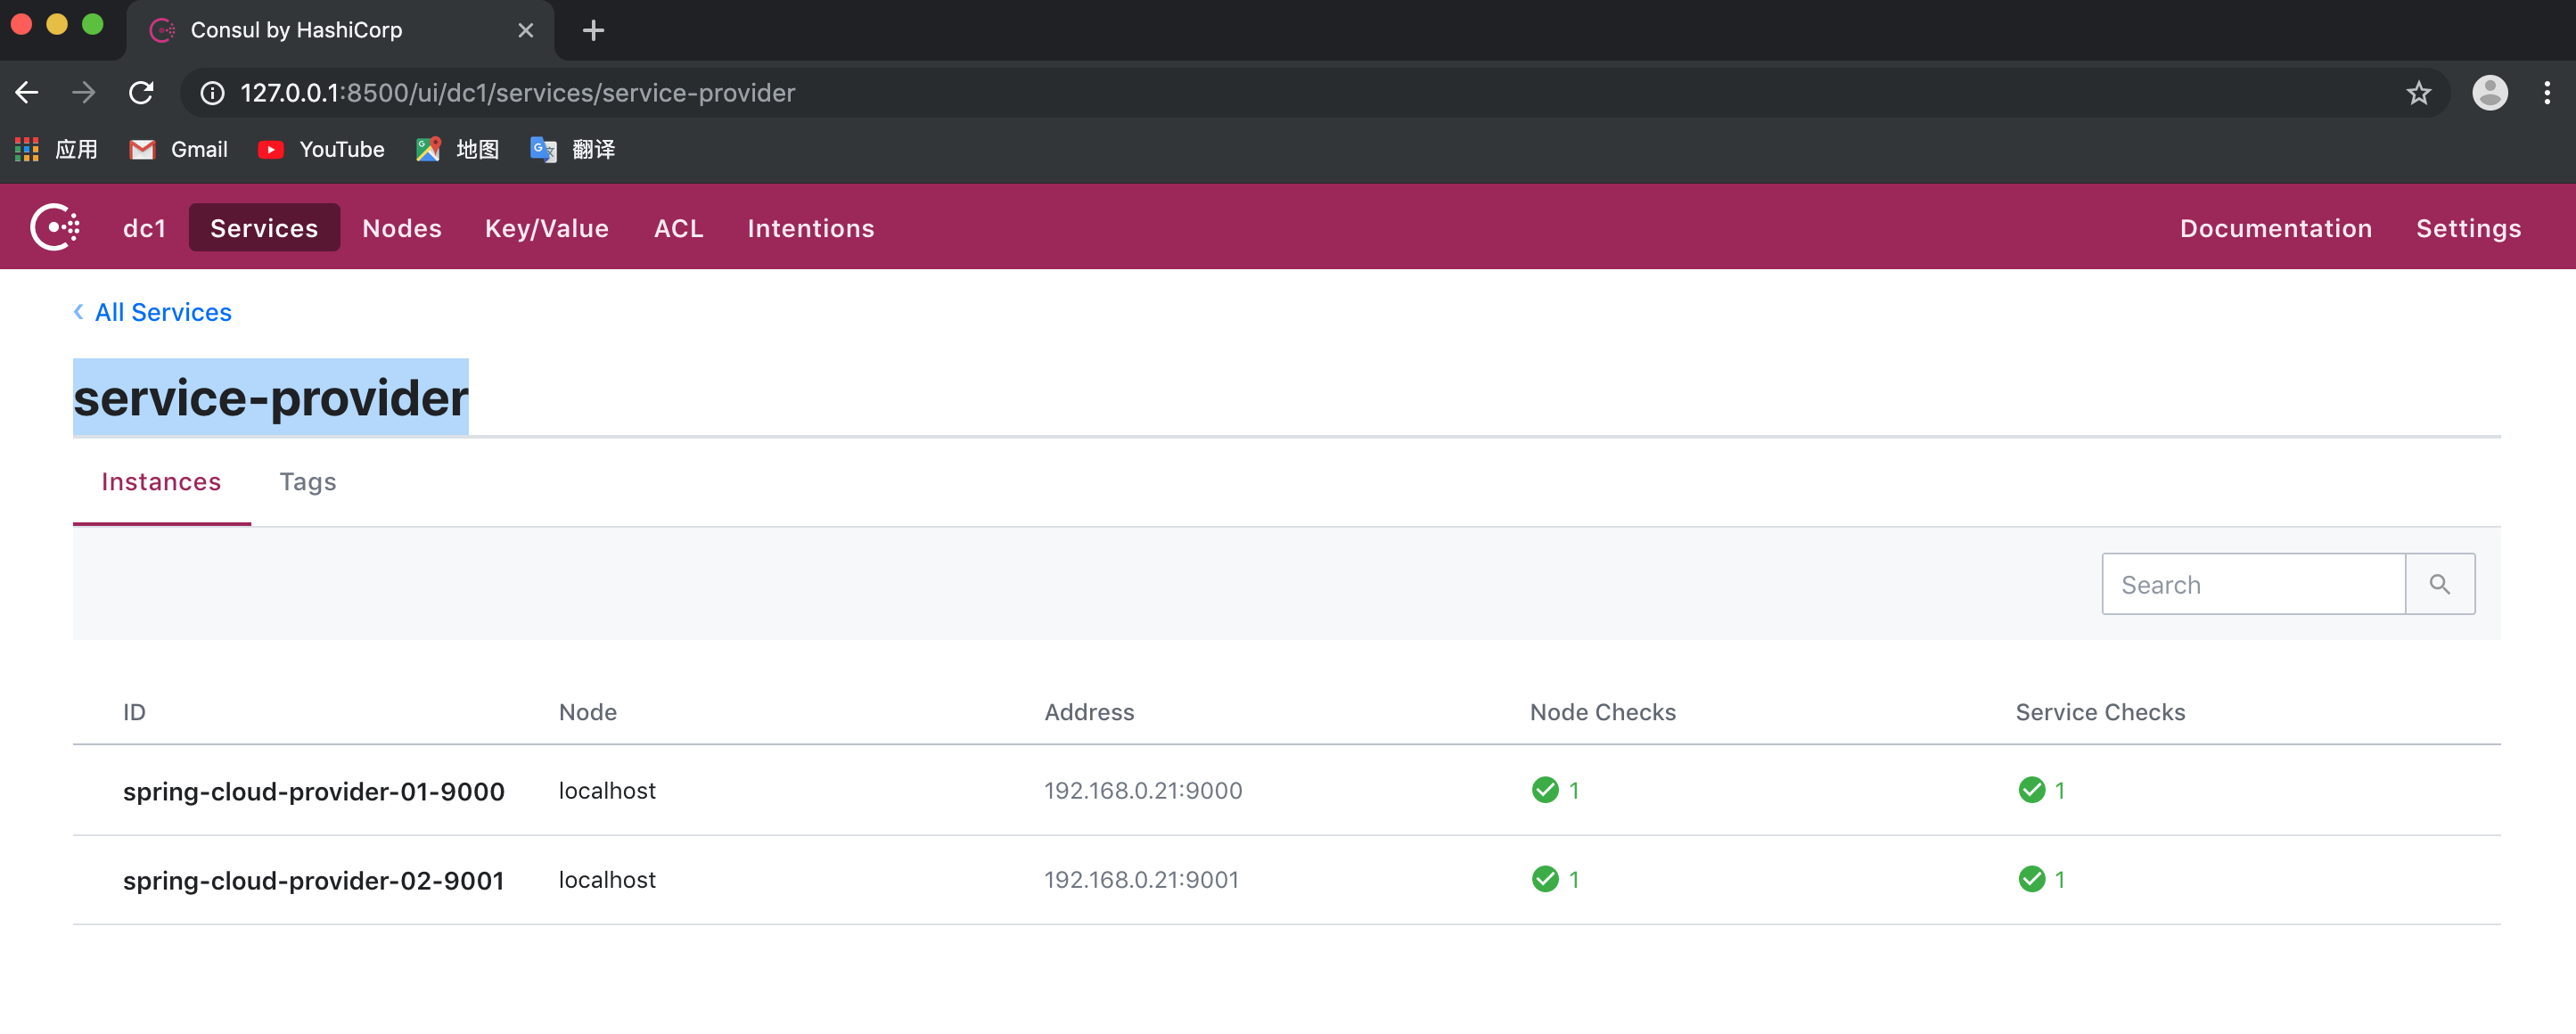 Consul by HashiCorp
127.0.0.1:8500/ui/dc1/services/service-provider
应用 Gmail YouTube 地图 翻译
dc1 Services Nodes Key/Value ACL Intentions Documentation Settings
All Services
service-provider
Instances Tags
Search
ID Node Address Node Checks Service Checks
spring-cloud-provider-01-9000 localhost 192.168.0.21:9000 1 1
spring-cloud-provider-02-9001 localhost 192.168.0.21:9001 1 1